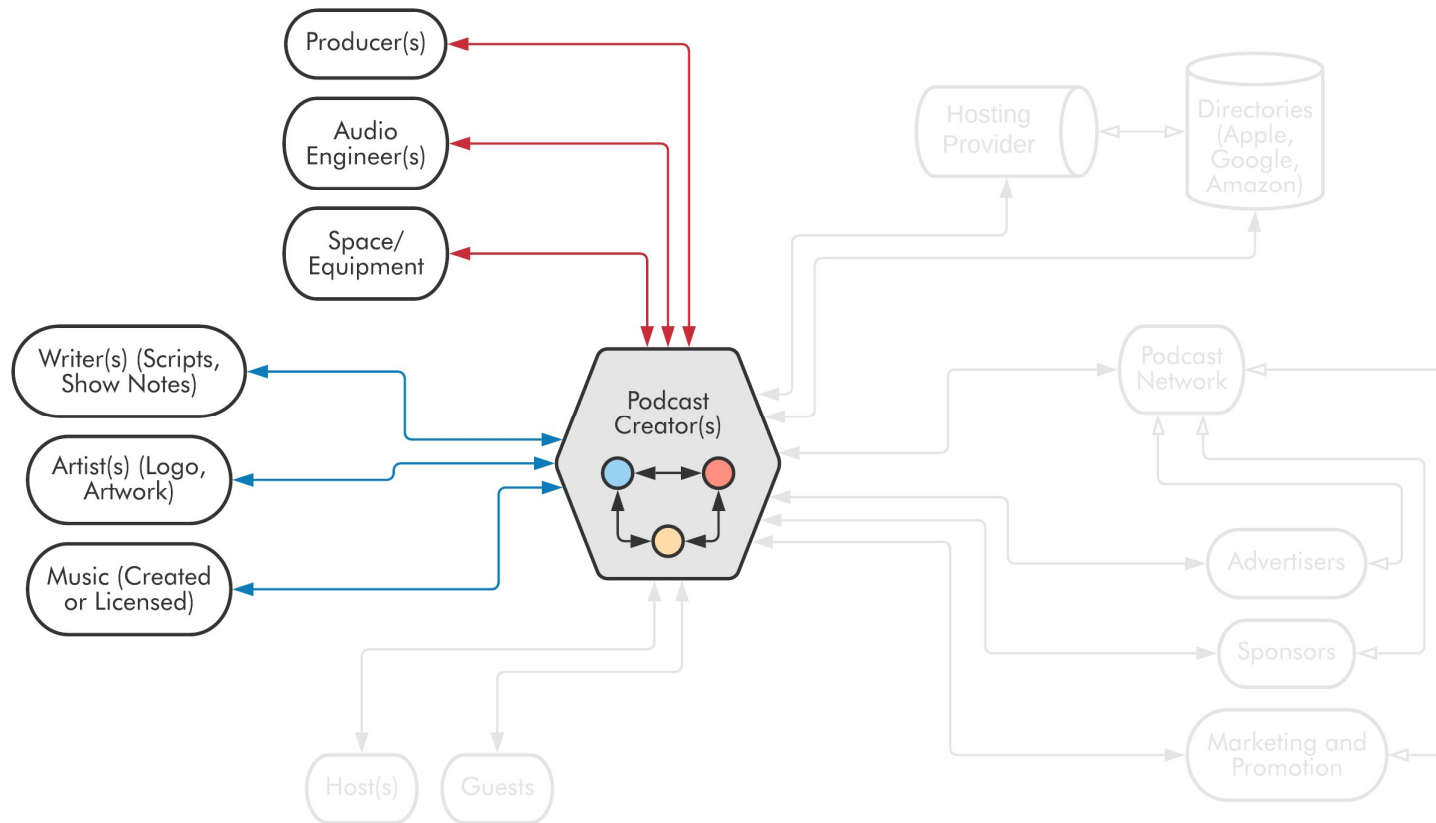 Producer(s)
Audio
Engineer(s)
Space/
Equipment
Writer(s) (Scripts,
Show Notes)
Artist(s) (Logo,
Artwork)
Music (Created
or Licensed)
Podcast
Creator(s)
Host(s)
Guests
Hosting
Provider
Directories
(Apple,
Google,
Amazon)
Podcast
Network
Advertisers
Sponsors
Marketing and
Promotion